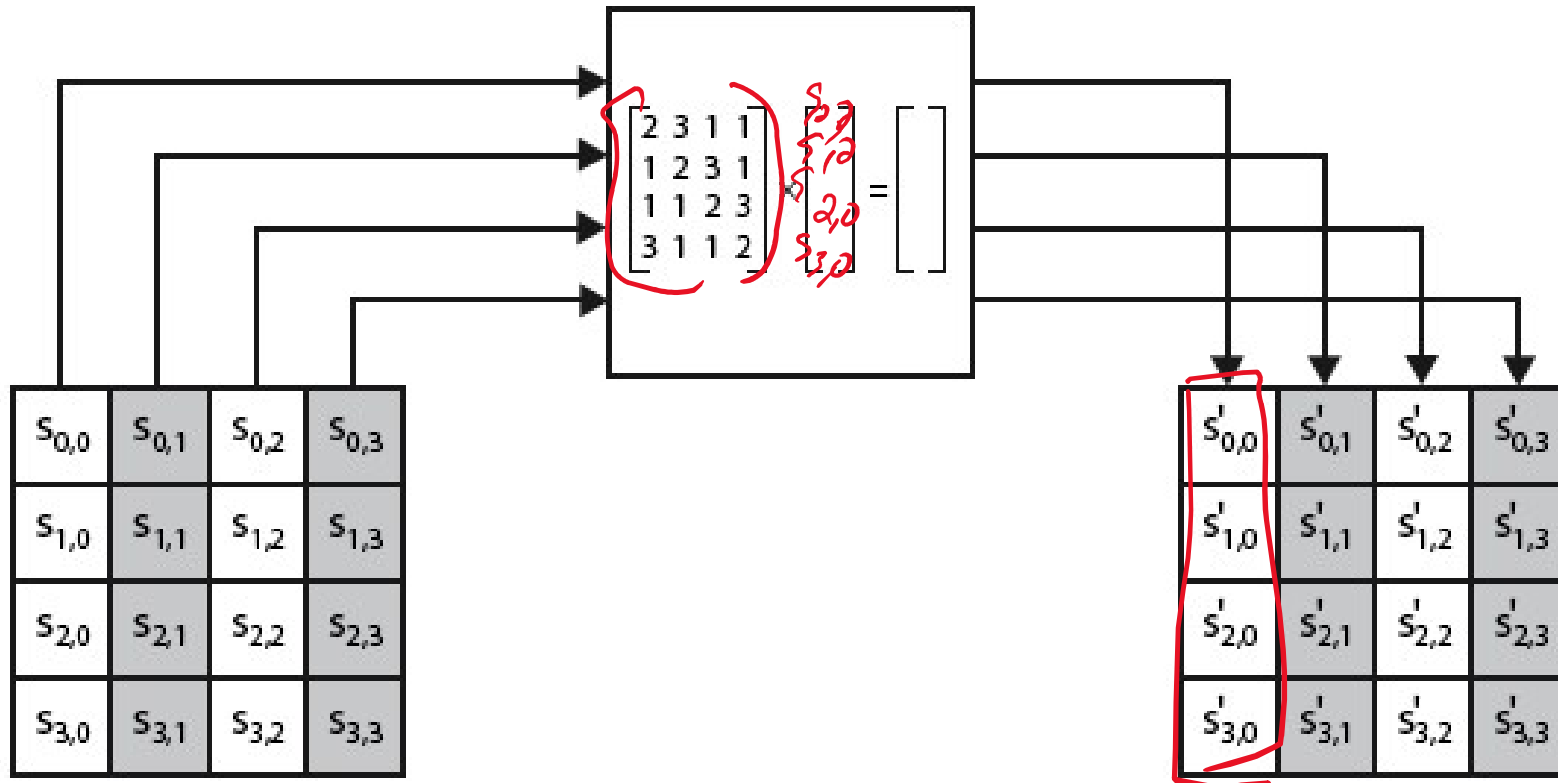 2 3 1 1
1 2 3 1
1 1 2 3
3 1 1 2
=
S
2,0
S
3,0
S0,0 S0,1 S0,2 S0,3
S1,0 S1,1 S1,2 S1,3
S2,0 S2,1 S2,2 S2,3
S3,0 S3,1 S3,2 S3,3
S'0,0 S'0,1 S'0,2 S'0,3
S'1,0 S'1,1 S'1,2 S'1,3
S'2,0 S'2,1 S'2,2 S'2,3
S'3,0 S'3,1 S'3,2 S'3,3